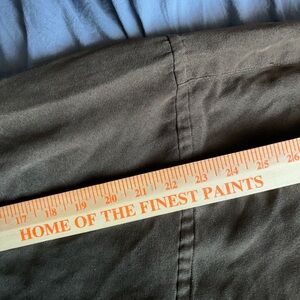 17 18 19 20 21 22 23 24 25 26
HOME OF THE FINEST PAINTS